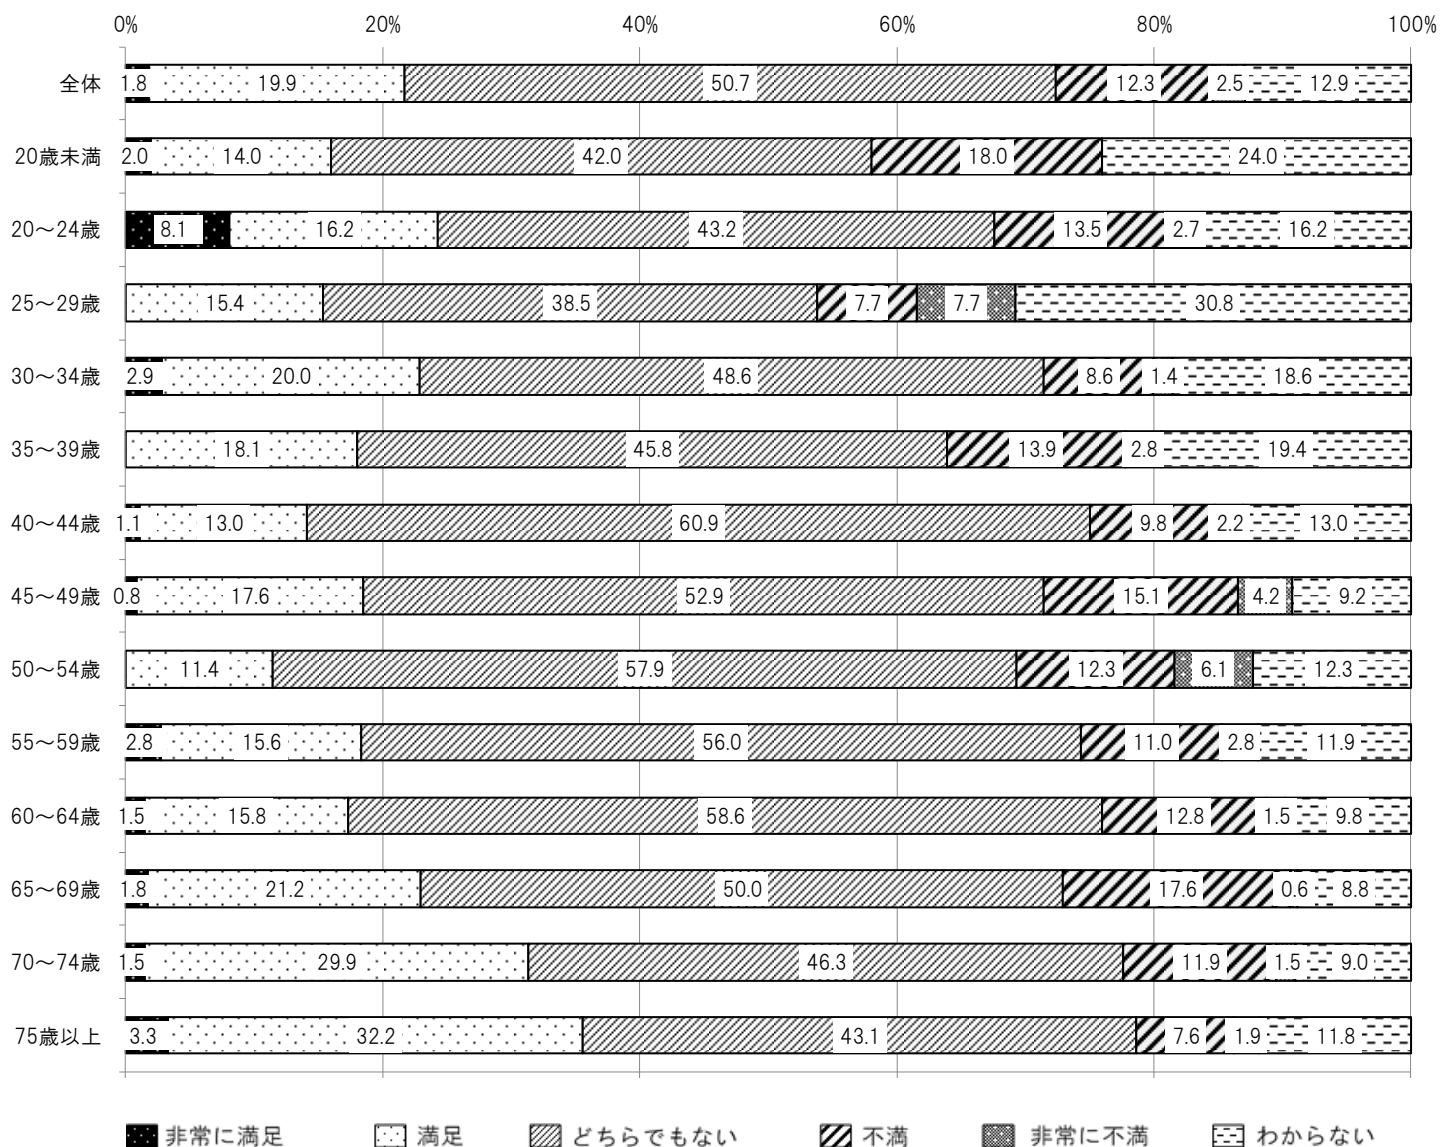 0% 20% 40% 60% 80% 100%
全体 1.8 19.9 50.7 12.3 2.5 12.9
20歳未満 2.0 14.0 42.0 18.0 24.0
20～24歳 8.1 16.2 43.2 13.5 2.7 16.2
25～29歳 15.4 38.5 7.7 7.7 30.8
30～34歳 2.9 20.0 48.6 8.6 1.4 18.6
35～39歳 18.1 45.8 13.9 2.8 19.4
40～44歳 1.1 13.0 60.9 9.8 2.2 13.0
45～49歳 0.8 17.6 52.9 15.1 4.2 9.2
50～54歳 11.4 57.9 12.3 6.1 12.3
55～59歳 2.8 15.6 56.0 11.0 2.8 11.9
60～64歳 1.5 15.8 58.6 12.8 1.5 9.8
65～69歳 1.8 21.2 50.0 17.6 0.6 8.8
70～74歳 1.5 29.9 46.3 11.9 1.5 9.0
75歳以上 3.3 32.2 43.1 7.6 1.9 11.8
非常に満足 満足 どちらでもない 不満 非常に不満 わからない